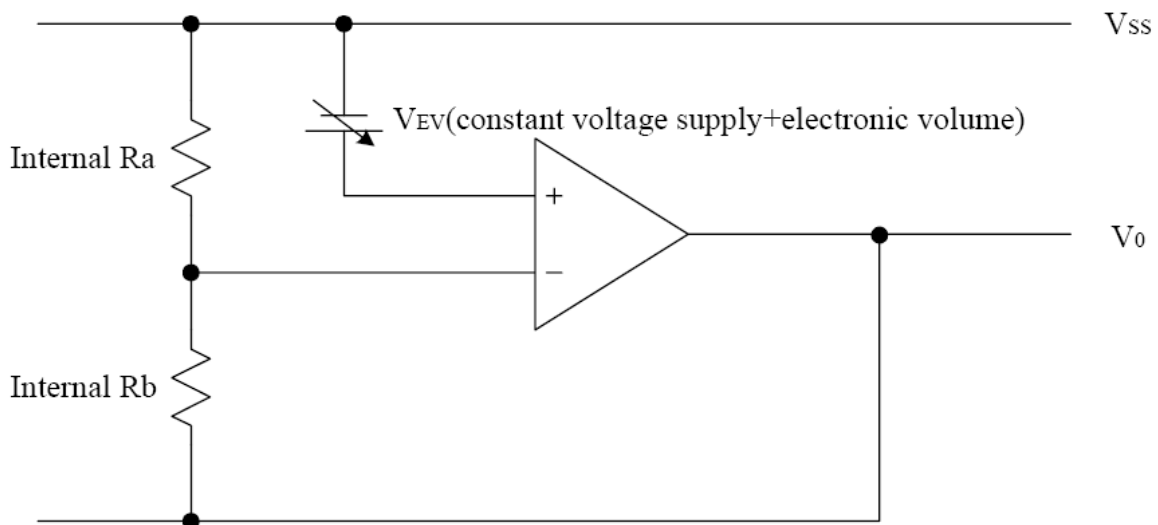 VSS
VEV(constant voltage supply+electronic volume)
Internal Ra
+
V0
−
Internal Rb